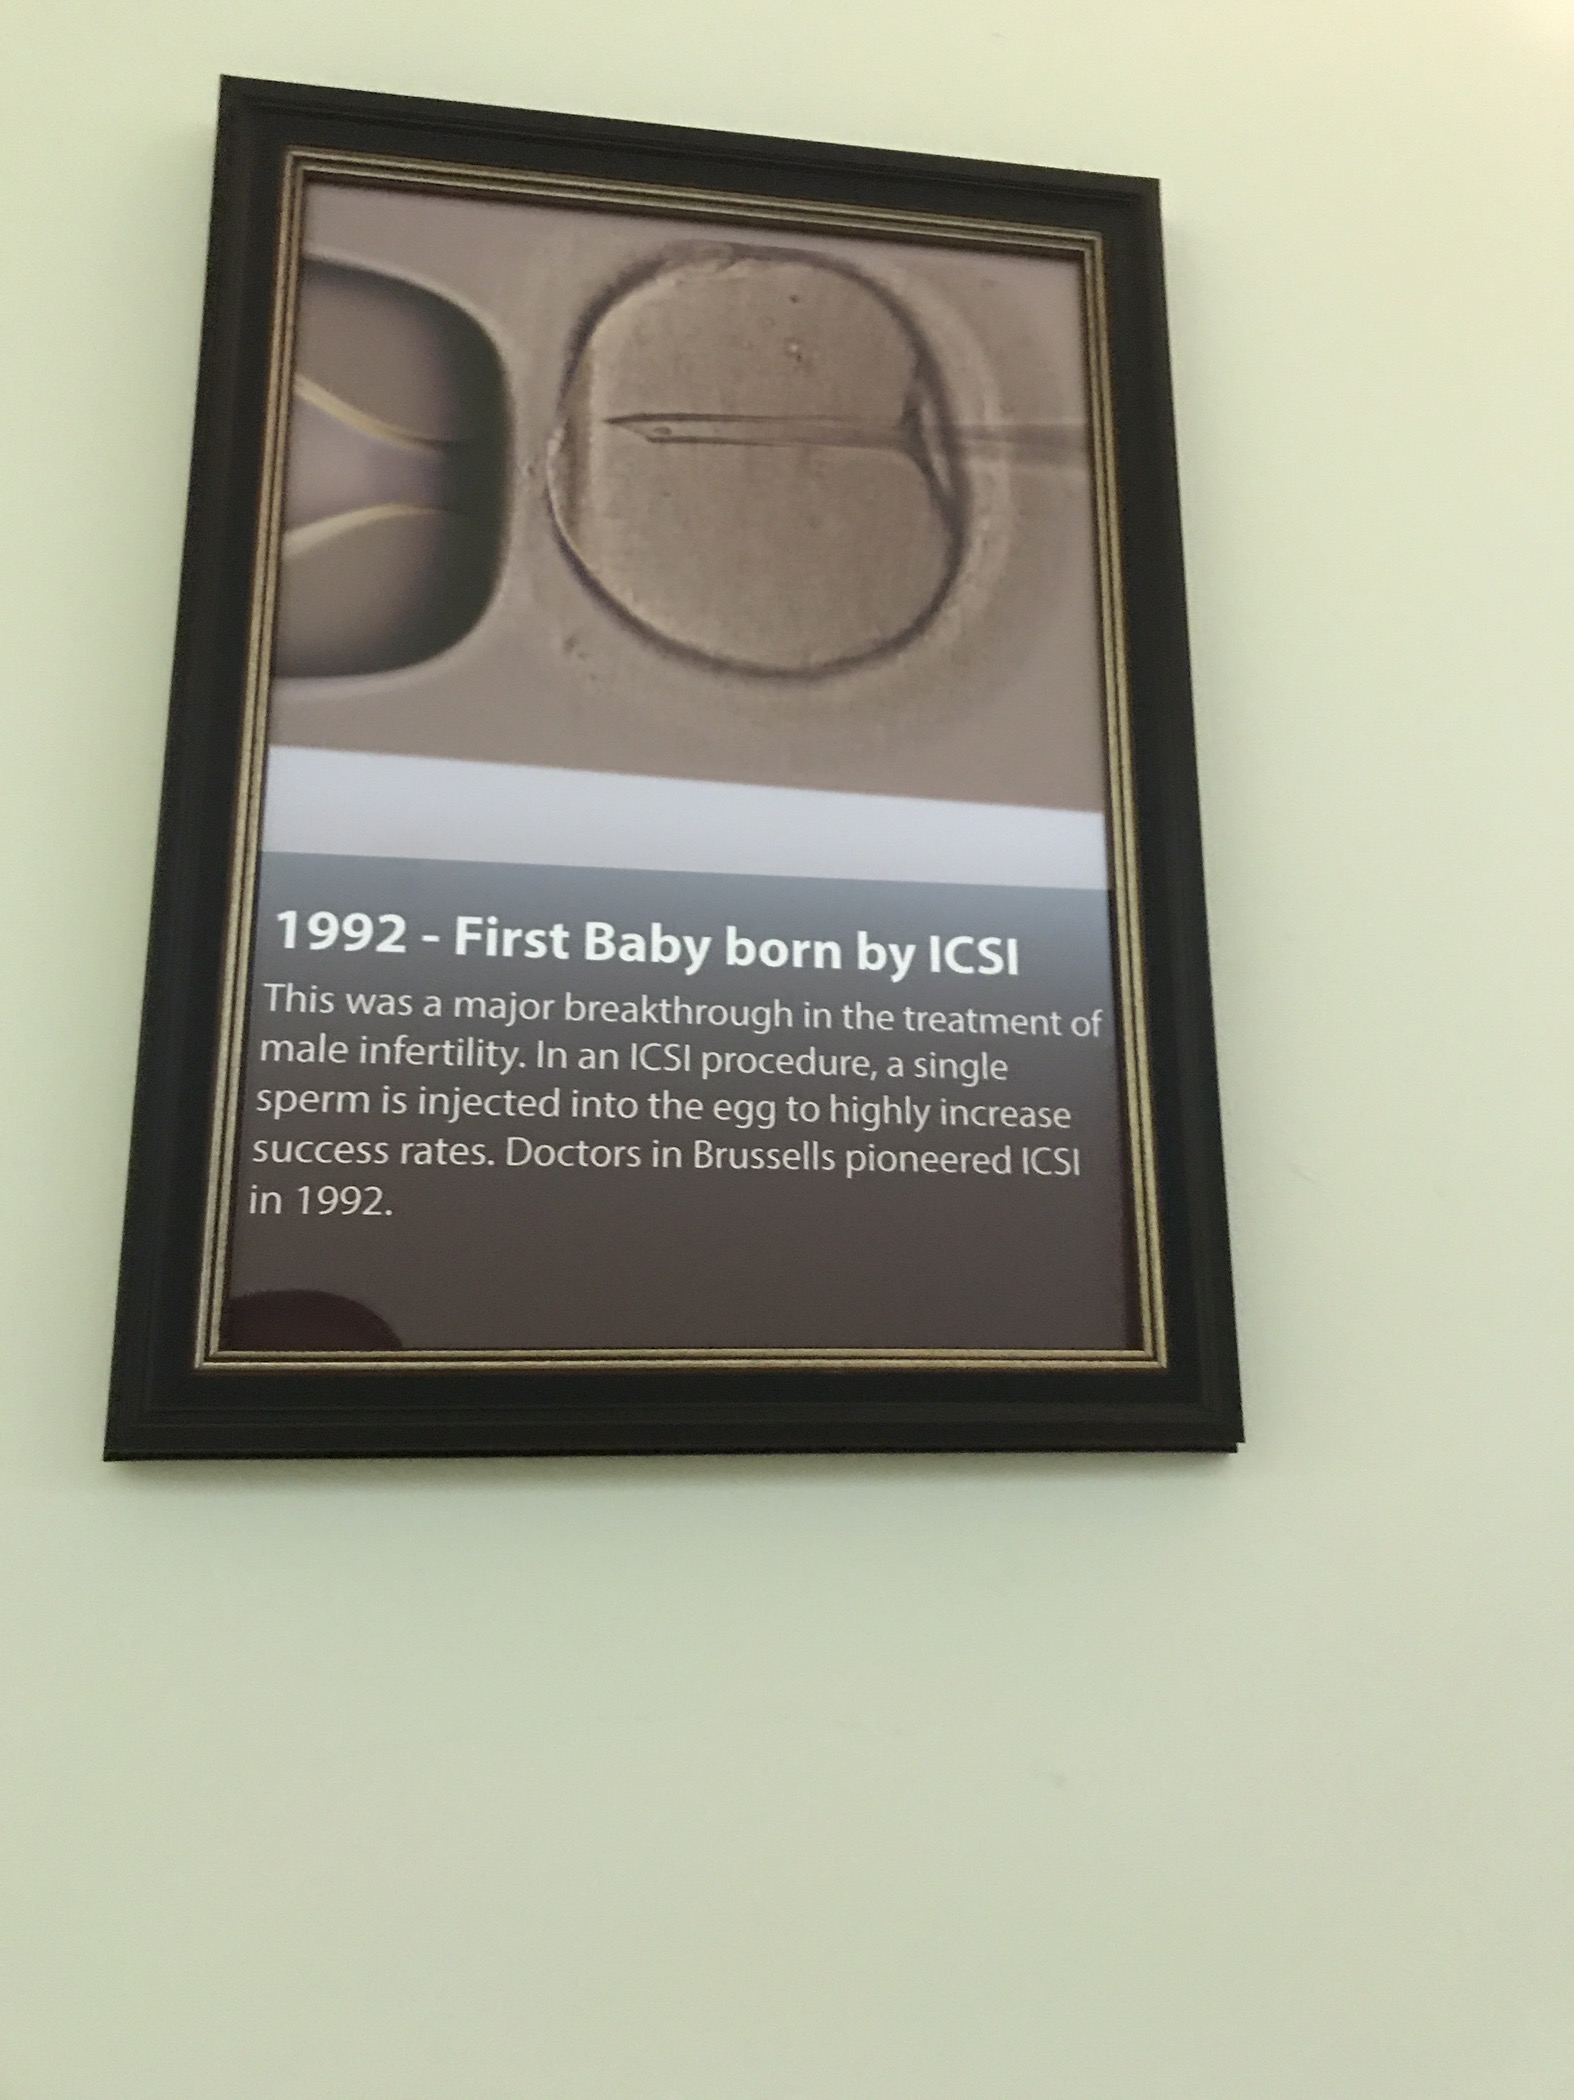 1992 - First Baby born by ICSI
This was a major breakthrough in the treatment of
male infertility. In an ICSI procedure, a single
sperm is injected into the egg to highly increase
success rates. Doctors in Brussells pioneered ICSI
in 1992.